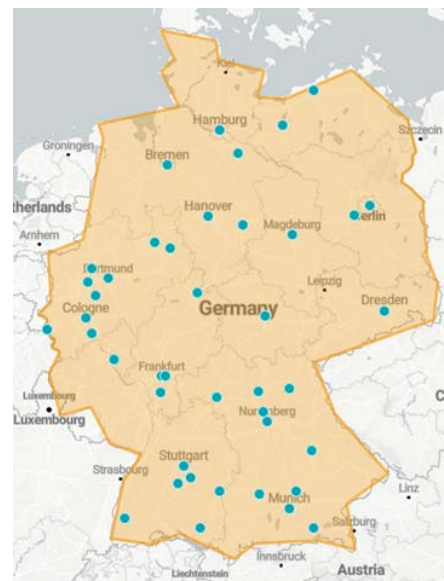 Kiel
Hamburg
Szczecin
Groningen
Bremen
therlands
Hanover
Berlin
Arnhem
Magdeburg
Dortmund
Leipzig
Cologne
Germany
Dresden
Frankfurt
Luxembourg
Luxembourg
Nuremberg
Stuttgart
Strasbourg
Linz
Munich
Salzburg
Innsbruck
Liechtenstein
Austria